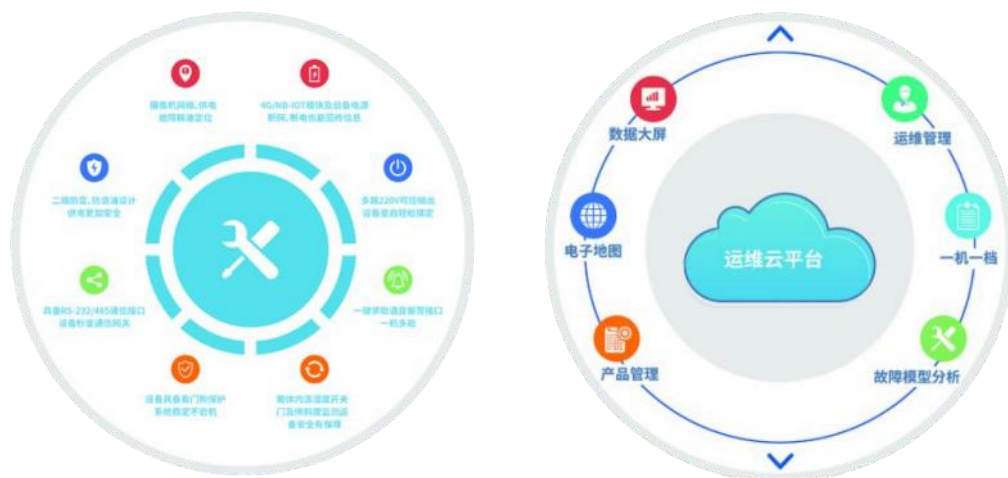 摄像机网络、供电
故障精准定位
4G/NB-IOT模块及设备电源
断网、断电也能回传信息
二级防雷、防浪涌设计
供电更加安全
多路220V可控输出
设备重启轻松搞定
具备RS-232/485通信接口
设备秒变通信网关
一键求助语音报警接口
一机多能
设备具备看门狗保护
系统稳定不宕机
箱体内温湿度开关
门及倾斜度监测设
备安全有保障
数据大屏
运维管理
电子地图
运维云平台
一机一档
产品管理
故障模型分析